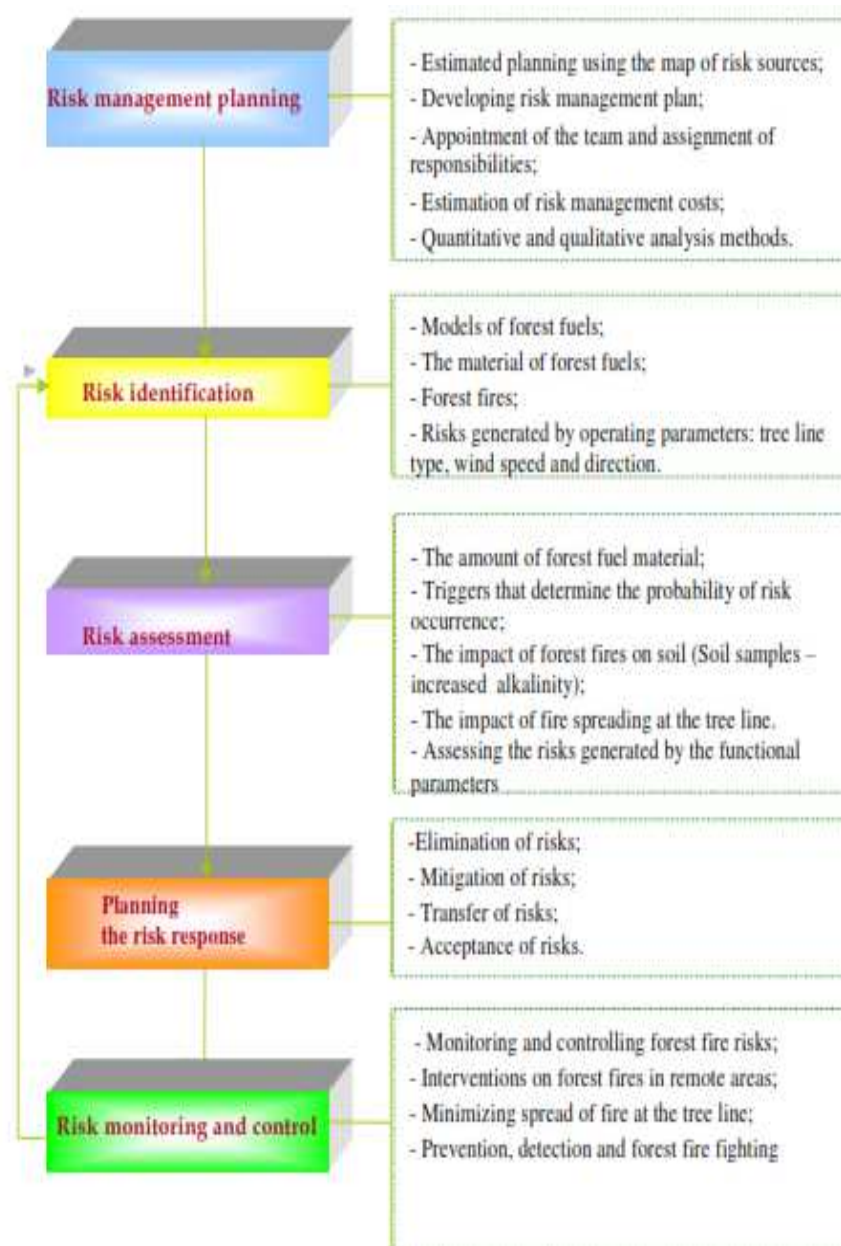 Risk management planning
- Estimated planning using the map of risk sources;
- Developing risk management plan;
- Appointment of the team and assignment of
responsibilities;
- Estimation of risk management costs;
- Quantitative and qualitative analysis methods.
Risk identification
- Models of forest fuels;
- The material of forest fuels;
- Forest fires;
- Risks generated by operating parameters: tree line
type, wind speed and direction.
Risk assessment
- The amount of forest fuel material;
- Triggers that determine the probability of risk
occurrence;
- The impact of forest fires on soil (Soil samples –
increased alkalinity);
- The impact of fire spreading at the tree line.
- Assessing the risks generated by the functional
parameters
Planning
the risk response
-Elimination of risks;
- Mitigation of risks;
- Transfer of risks;
- Acceptance of risks.
Risk monitoring and control
- Monitoring and controlling forest fire risks;
- Interventions on forest fires in remote areas;
- Minimizing spread of fire at the tree line;
- Prevention, detection and forest fire fighting